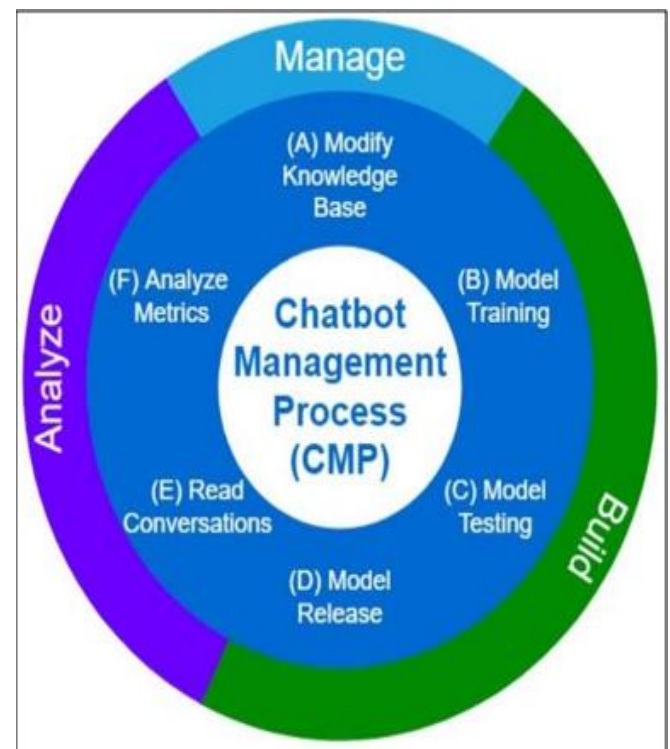 Manage
(A) Modify
Knowledge
Base
(F) Analyze
Metrics
(B) Model
Training
Chatbot
Management
Process
(CMP)
Analyze
(E) Read
Conversations
(C) Model
Testing
Build
(D) Model
Release